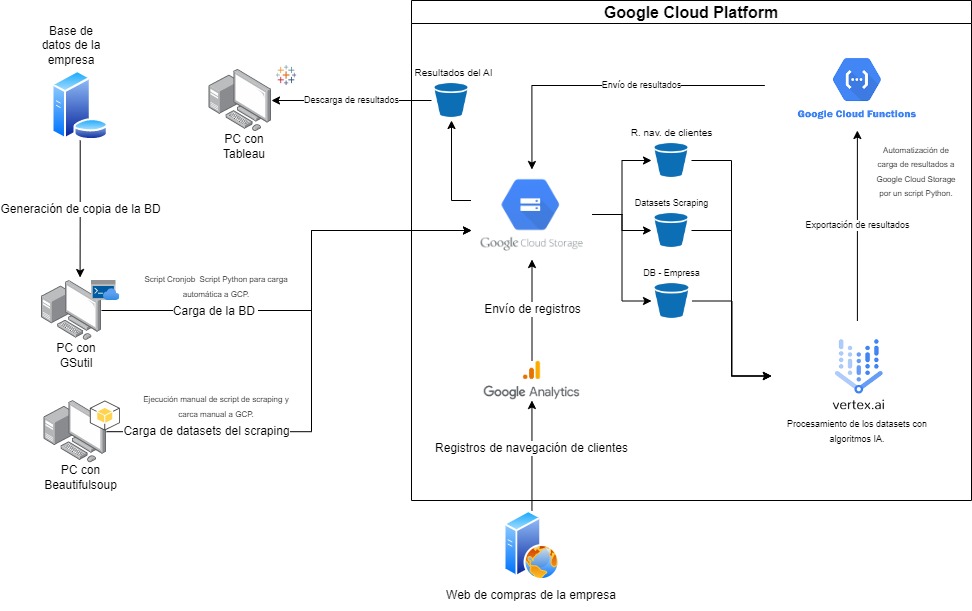 Google Cloud Platform
Base de
datos de la
empresa
Resultados del AI
Descarga de resultados
PC con
Tableau
Envío de resultados
Google Cloud Functions
Automatización de
carga de resultados a
Google Cloud Storage
por un script Python.
R. nav. de clientes
Datasets Scraping
DB - Empresa
Generación de copia de la BD
Google Cloud Storage
Exportación de resultados
Script Cronjob  Script Python para carga
automática a GCP.
Carga de la BD
PC con
GSutil
Envío de registros
Google Analytics
vertex.ai
Procesamiento de los datasets con
algoritmos IA.
Ejecución manual de script de scraping y
carca manual a GCP.
Carga de datasets del scraping
PC con
Beautifulsoup
Registros de navegación de clientes
Web de compras de la empresa